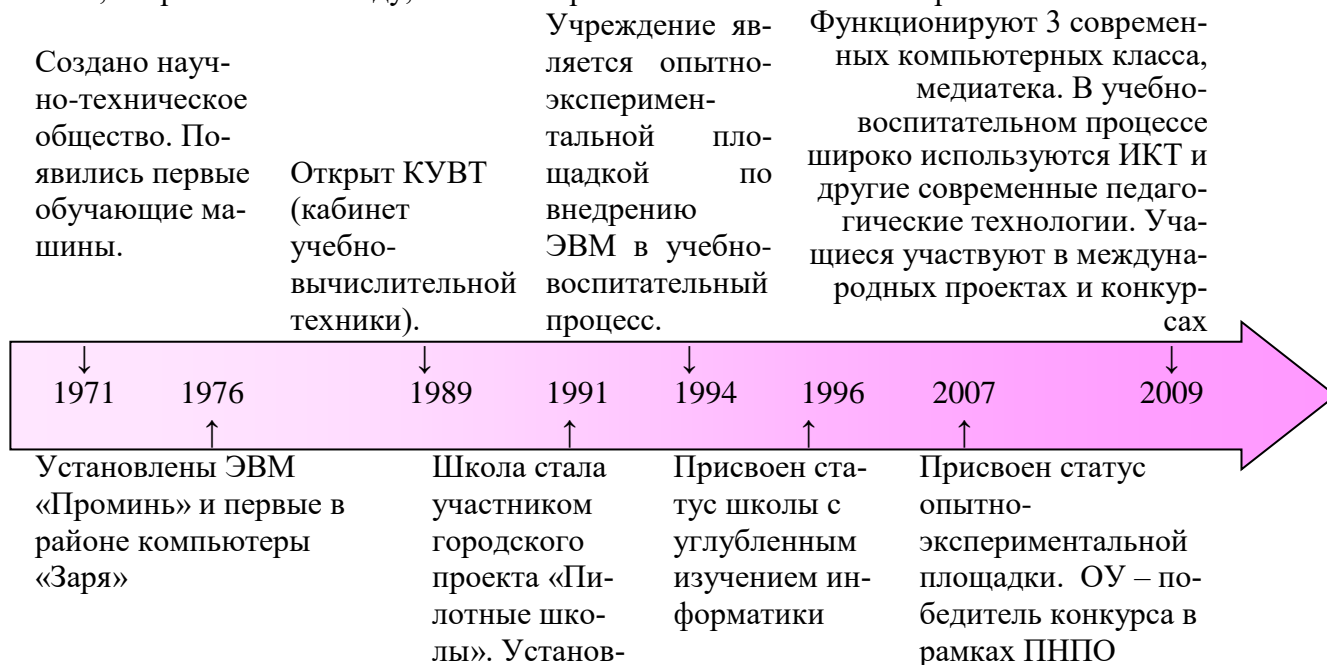 Создано науч-
но-техническое
общество. По-
явились первые
обучающие ма-
шины.
Открыт КУВТ
(кабинет
учебно-
вычислительной
техники).
Учреждение яв-
ляется опытно-
эксперимен-
тальной пло-
щадкой по
внедрению
ЭВМ в учебно-
воспитательный
процесс.
Функционируют 3 современ-
ных компьютерных класса,
медиатека. В учебно-
воспитательном процессе
широко используются ИКТ и
другие современные педаго-
гические технологии. Уча-
щиеся участвуют в междуна-
родных проектах и конкур-
сах
↓ ↓ ↓ ↓
1971 1976 1989 1991 1994 1996 2007 2009
↑ ↑ ↑ ↑
Установлены ЭВМ
«Проминь» и первые в
районе компьютеры
«Заря»
Школа стала
участником
городского
проекта «Пи-
лотные шко-
лы». Установ-
Присвоен ста-
тус школы с
углубленным
изучением ин-
форматики
Присвоен статус
опытно-
экспериментальной
площадки. ОУ – по-
бедитель конкурса в
рамках ПНПО